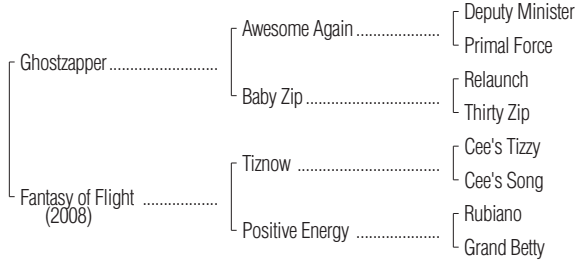 Deputy Minister
Awesome Again ....................
Primal Force
Ghostzapper ..........................
Relaunch
Baby Zip ................................
Thirty Zip
Cee's Tizzy
Tiznow ..................................
Cee's Song
Fantasy of Flight ..................
(2008)
Rubiano
Positive Energy ....................
Grand Betty